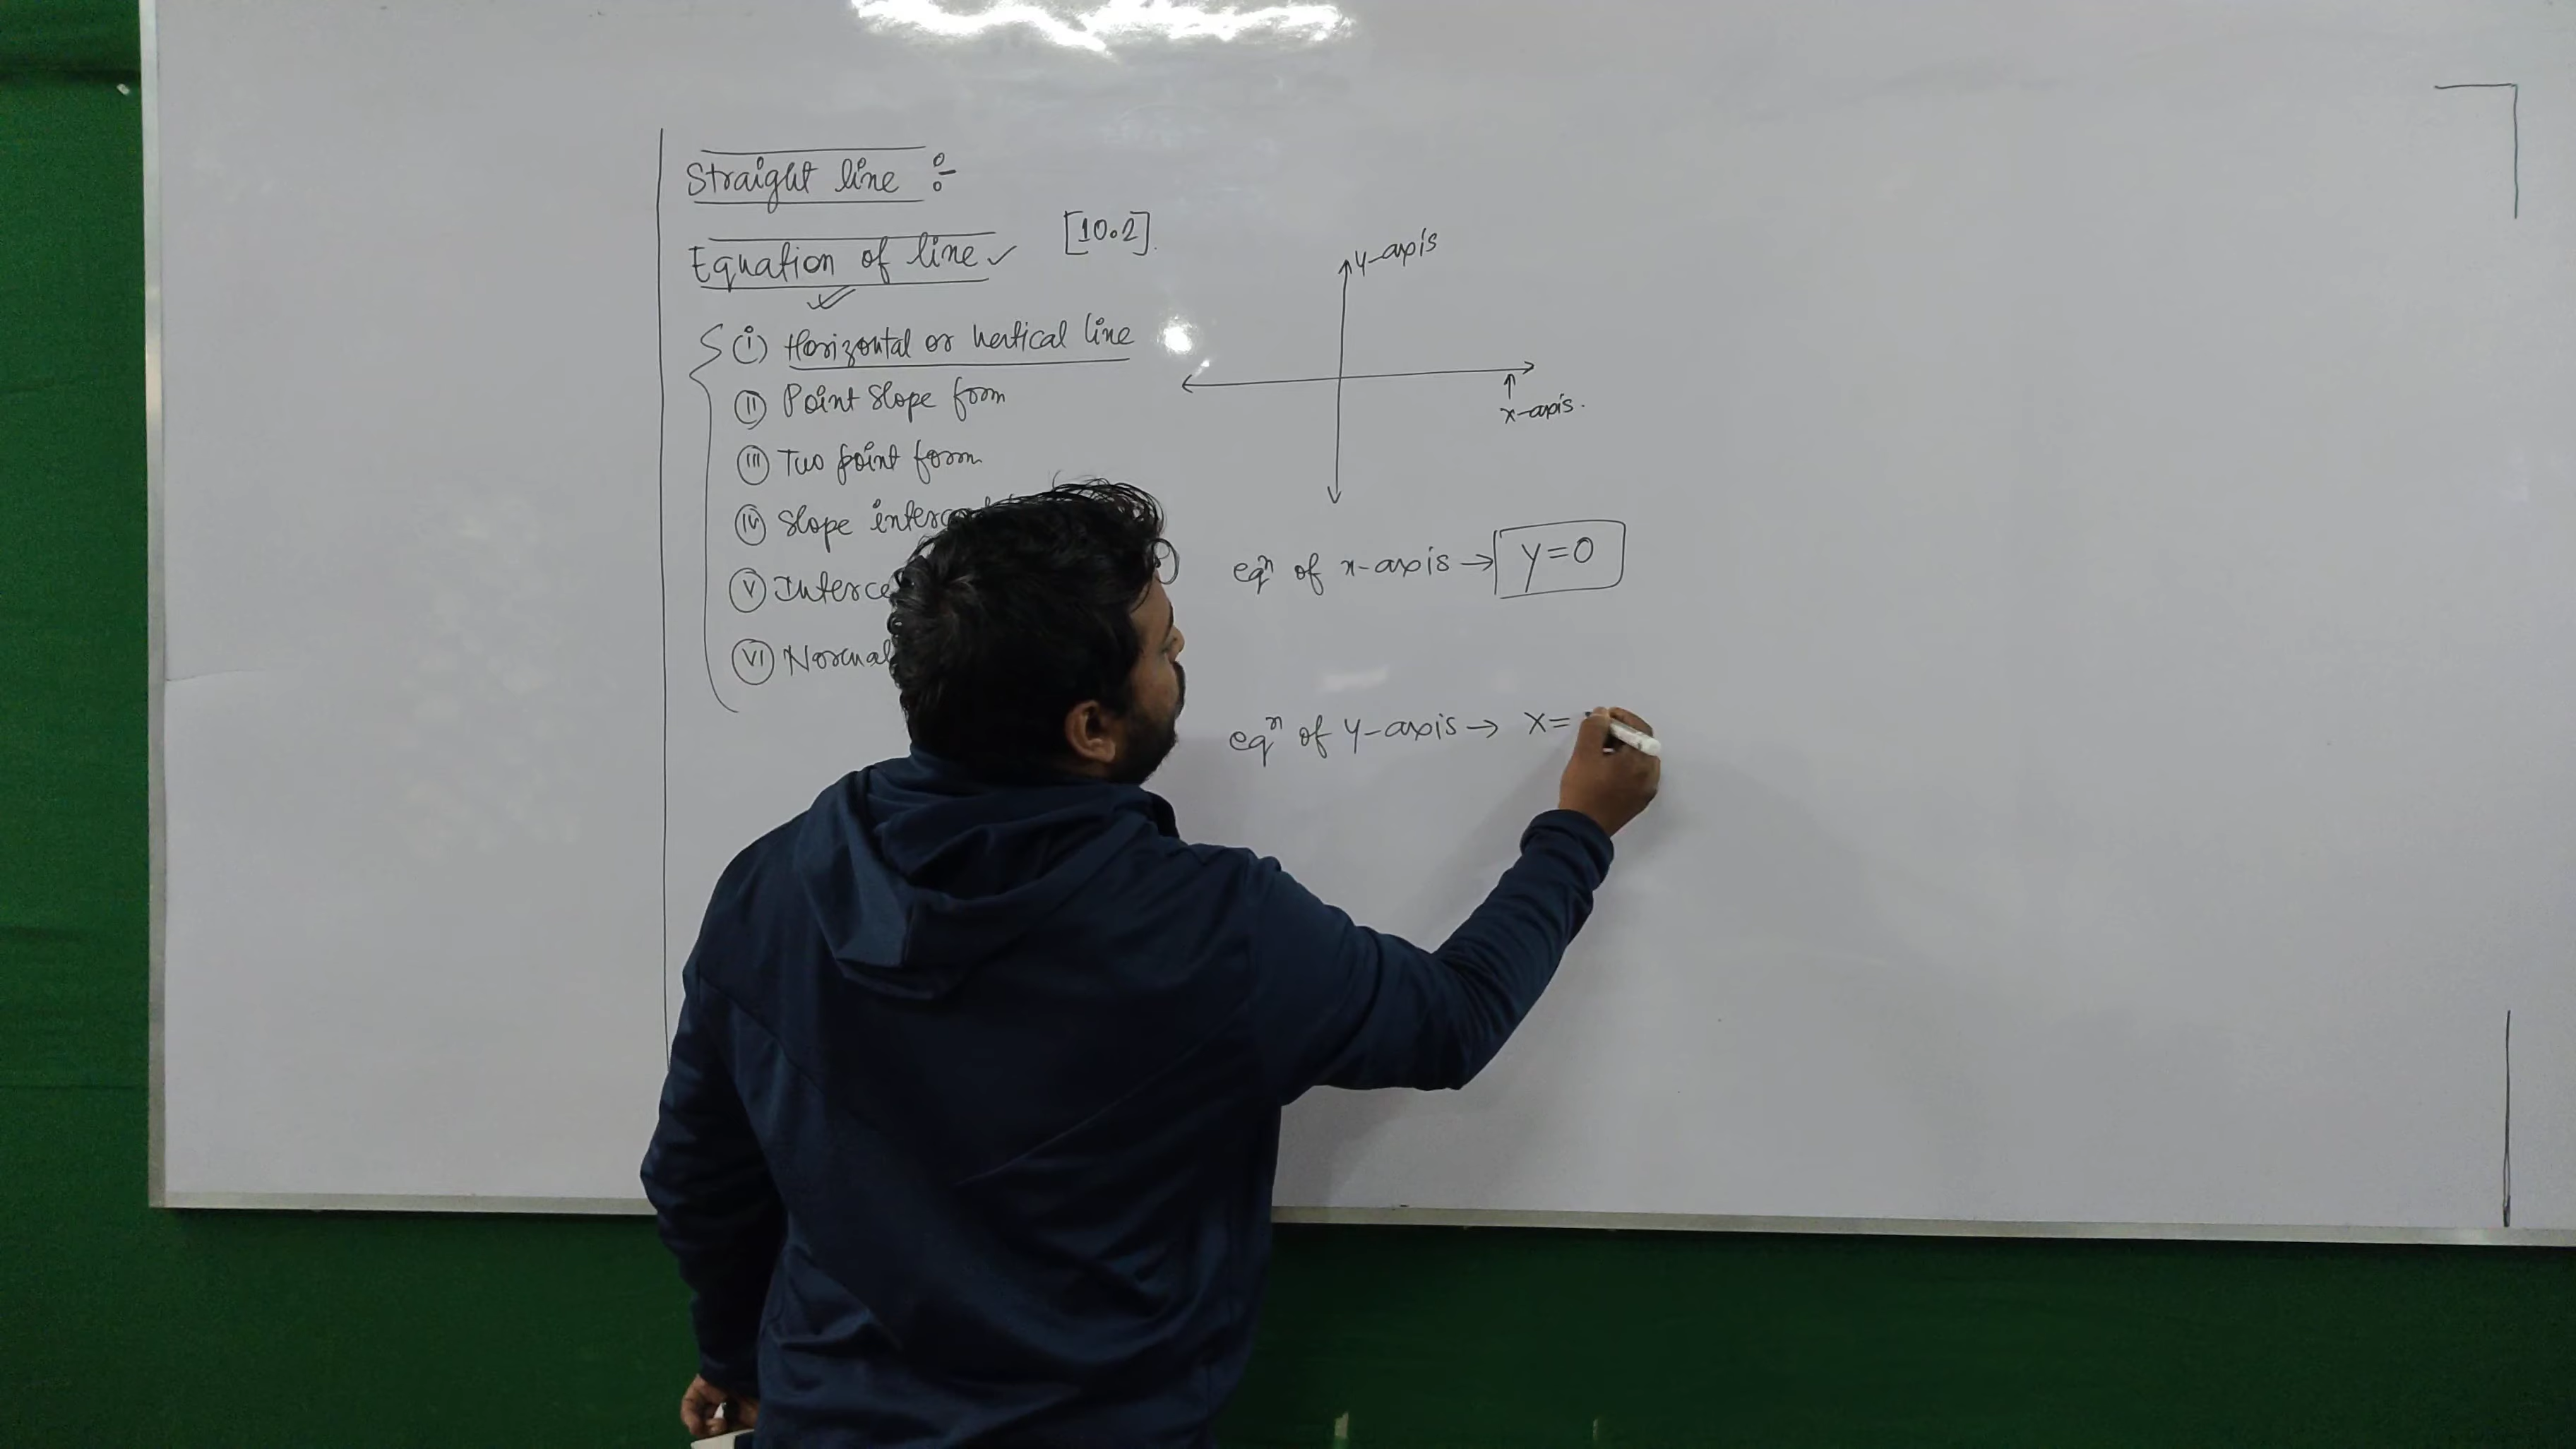 Straight line :-
Equation of line ✓ [10.2].
(i) Horizontal or Vertical line
(ii) Point Slope form
(iii) Two point form
(iv) Slope
(v)
(vi) Normal
y-axis
x-axis.
eqⁿ of x-axis → y=0
eqⁿ of y-axis → x=